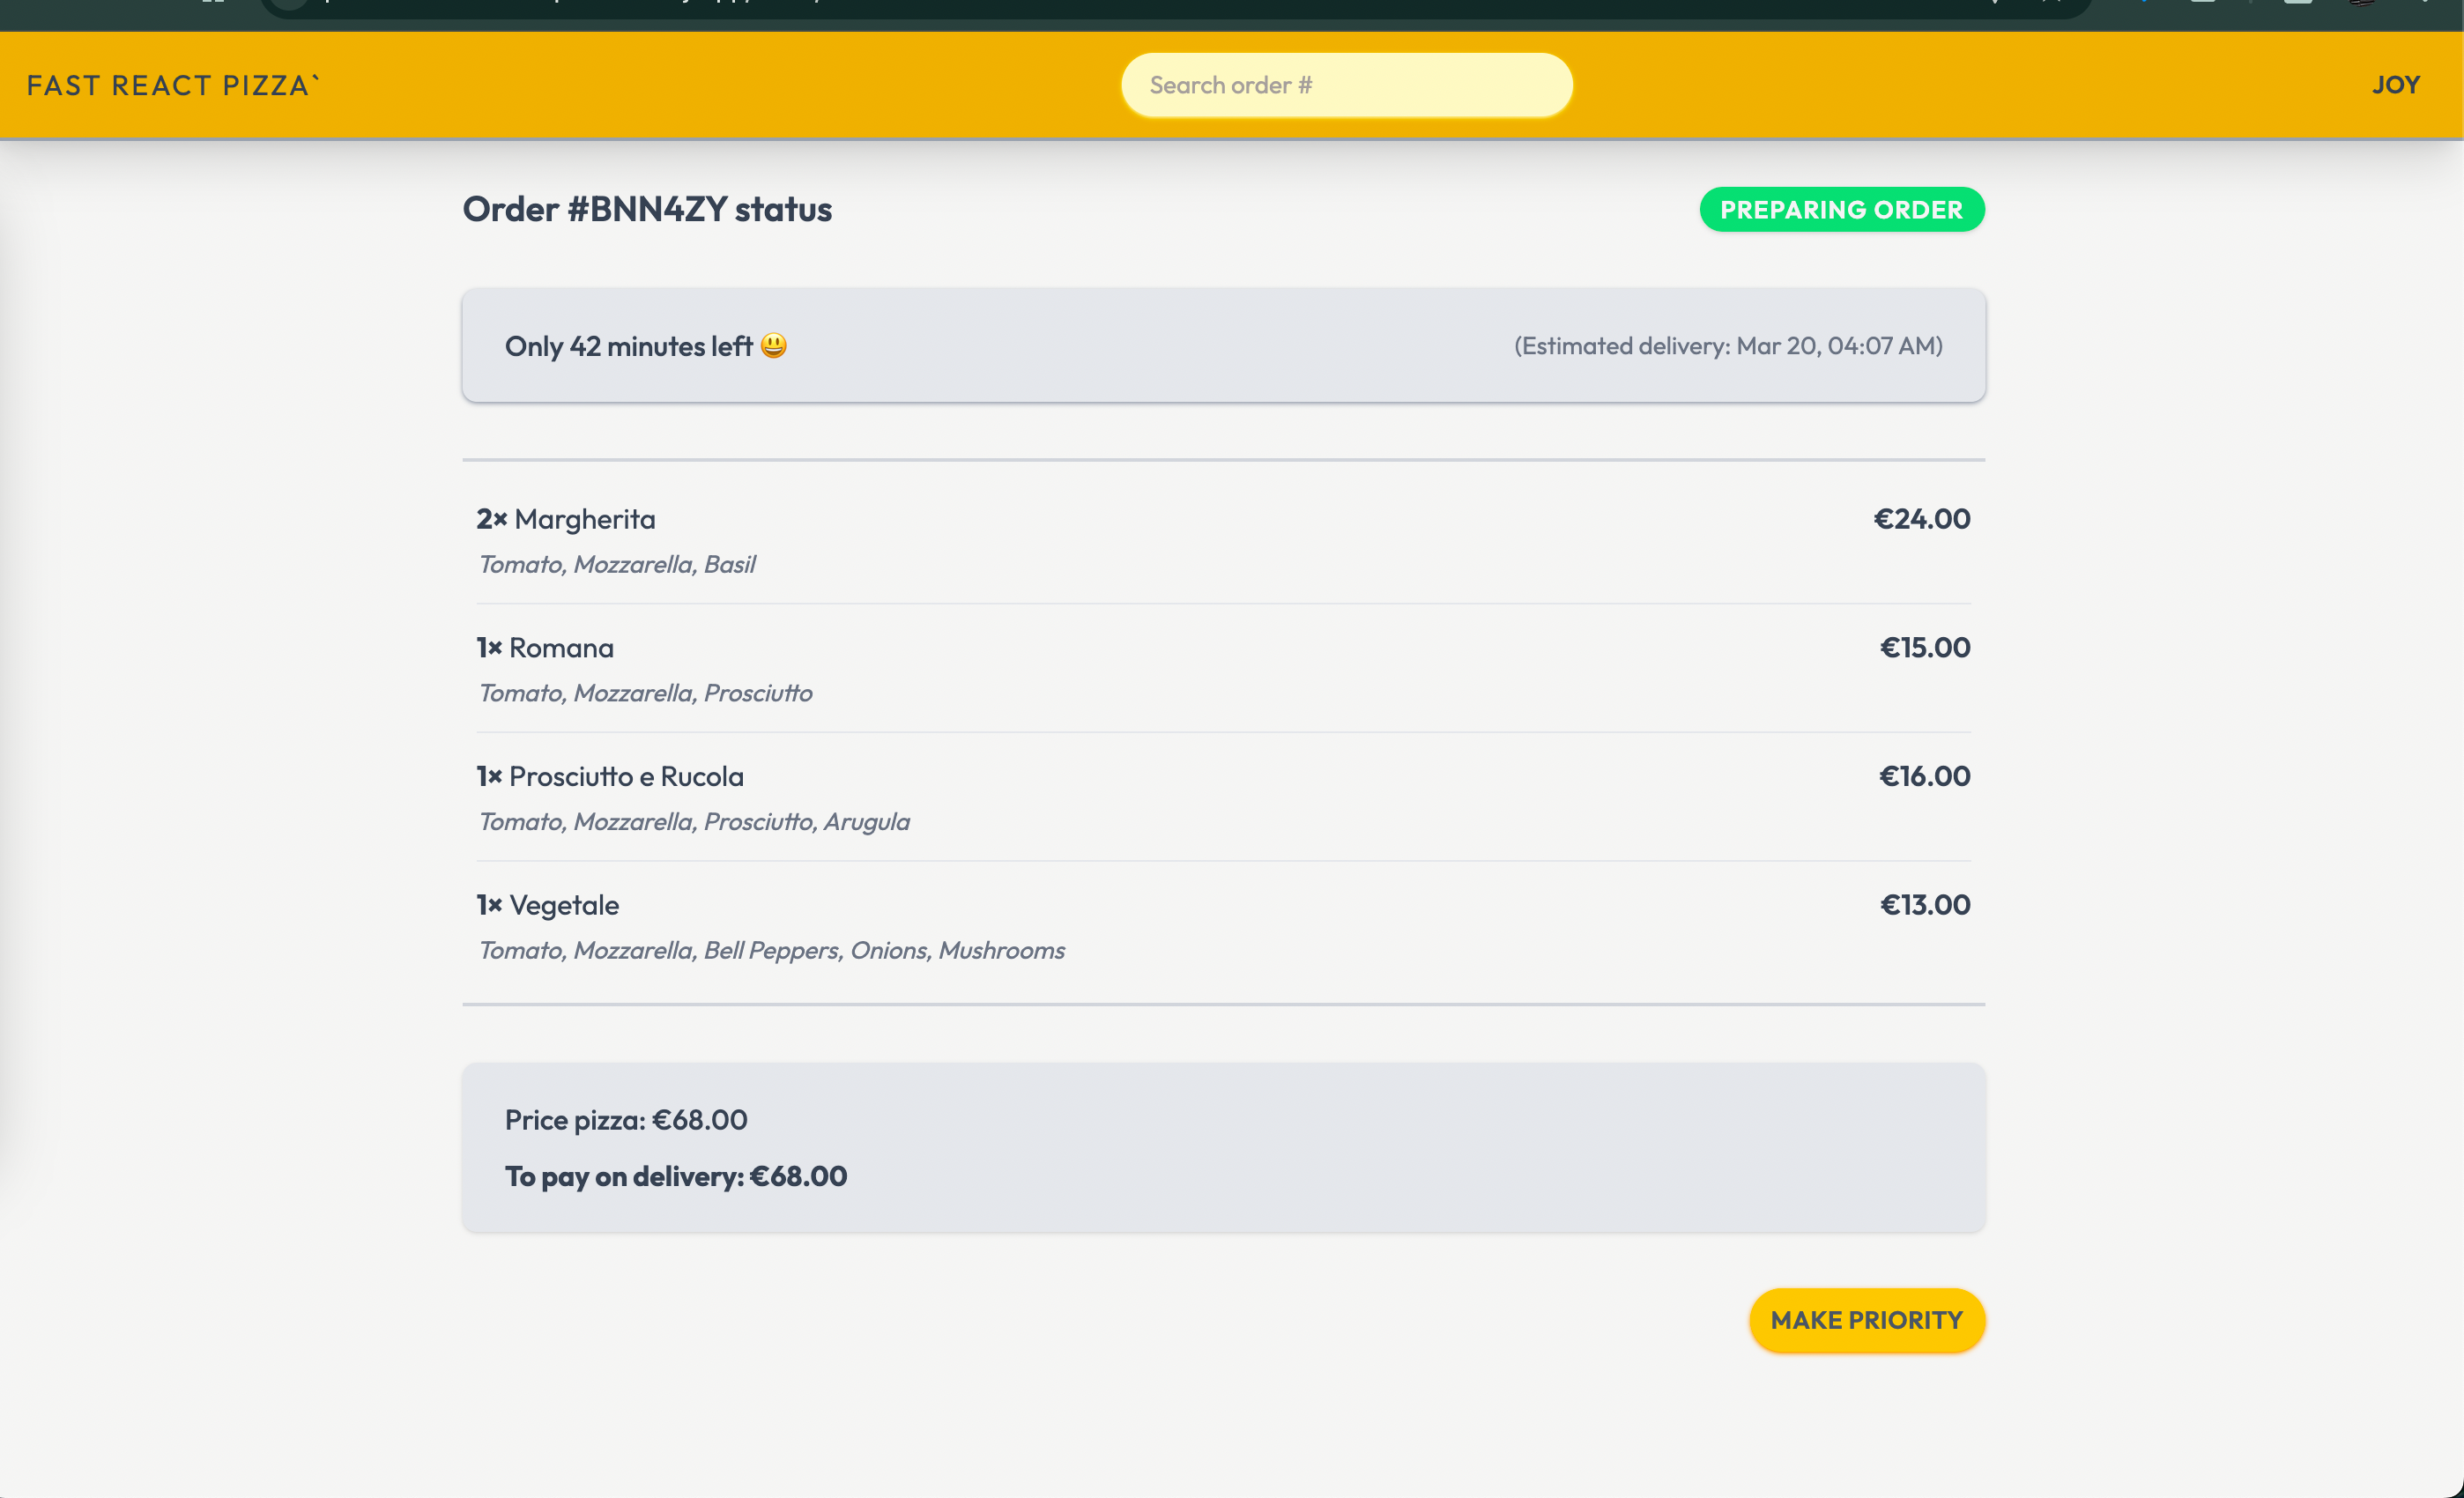 FAST REACT PIZZA`
Search order #
JOY
Order #BNN4ZY status
PREPARING ORDER
Only 42 minutes left 😃
(Estimated delivery: Mar 20, 04:07 AM)
2× Margherita
€24.00
Tomato, Mozzarella, Basil
1× Romana
€15.00
Tomato, Mozzarella, Prosciutto
1× Prosciutto e Rucola
€16.00
Tomato, Mozzarella, Prosciutto, Arugula
1× Vegetale
€13.00
Tomato, Mozzarella, Bell Peppers, Onions, Mushrooms
Price pizza: €68.00
To pay on delivery: €68.00
MAKE PRIORITY